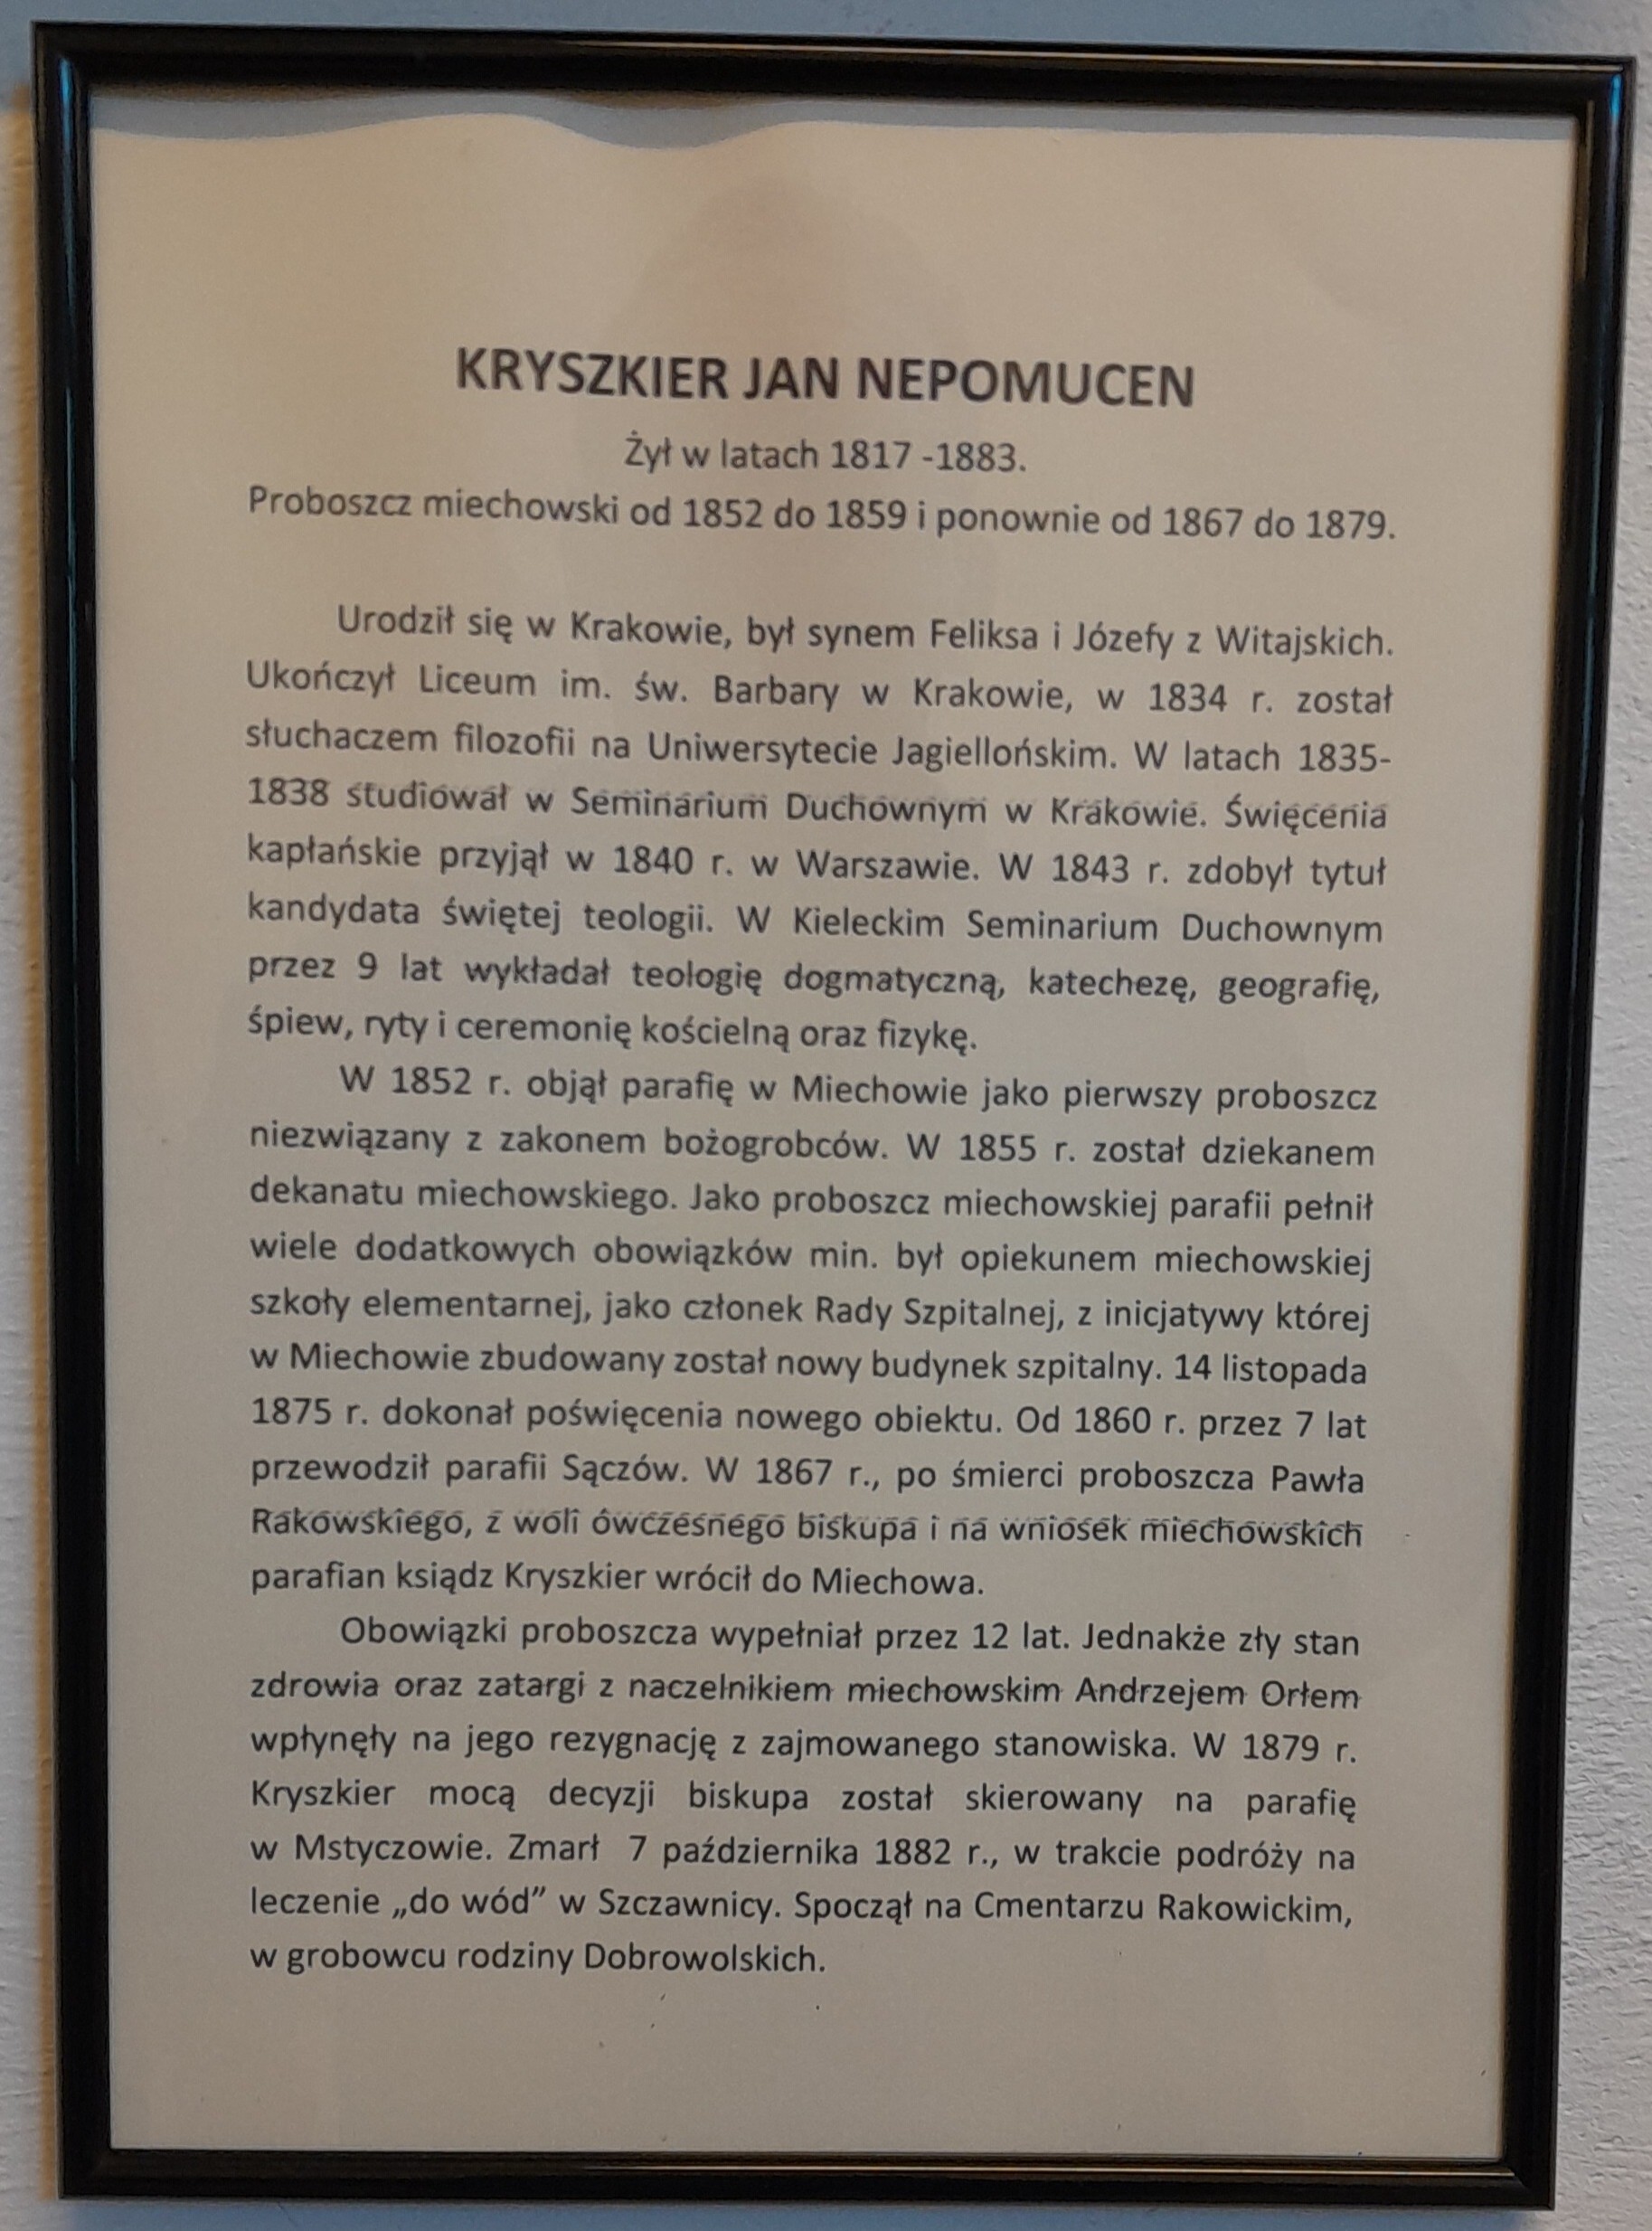 KRYSZKIER JAN NEPOMUCEN
Żył w latach 1817 -1883.
Proboszcz miechowski od 1852 do 1859 i ponownie od 1867 do 1879.
Urodził się w Krakowie, był synem Feliksa i Józefy z Witajskich.
Ukończył Liceum im. św. Barbary w Krakowie, w 1834 r. został
słuchaczem filozofii na Uniwersytecie Jagiellońskim. W latach 1835-
1838 studiował w Seminarium Duchownym w Krakowie. Święcenia
kapłańskie przyjął w 1840 r. w Warszawie. W 1843 r. zdobył tytuł
kandydata świętej teologii. W Kieleckim Seminarium Duchownym
przez 9 lat wykładał teologię dogmatyczną, katechezę, geografię,
śpiew, ryty i ceremonię kościelną oraz fizykę.
W 1852 r. objął parafię w Miechowie jako pierwszy proboszcz
niezwiązany z zakonem bożogrobców. W 1855 r. został dziekanem
dekanatu miechowskiego. Jako proboszcz miechowskiej parafii pełnił
wiele dodatkowych obowiązków min. był opiekunem miechowskiej
szkoły elementarnej, jako członek Rady Szpitalnej, z inicjatywy której
w Miechowie zbudowany został nowy budynek szpitalny. 14 listopada
1875 r. dokonał poświęcenia nowego obiektu. Od 1860 r. przez 7 lat
przewodził parafii Sączów. W 1867 r., po śmierci proboszcza Pawła
Rakowskiego, z woli ówczesnego biskupa i na wniosek miechowskich
parafian ksiądz Kryszkier wrócił do Miechowa.
Obowiązki proboszcza wypełniał przez 12 lat. Jednakże zły stan
zdrowia oraz zatargi z naczelnikiem miechowskim Andrzejem Orłem
wpłynęły na jego rezygnację z zajmowanego stanowiska. W 1879 r.
Kryszkier mocą decyzji biskupa został skierowany na parafię
w Mstyczowie. Zmarł 7 października 1882 r., w trakcie podróży na
leczenie „do wód” w Szczawnicy. Spoczął na Cmentarzu Rakowickim,
w grobowcu rodziny Dobrowolskich.